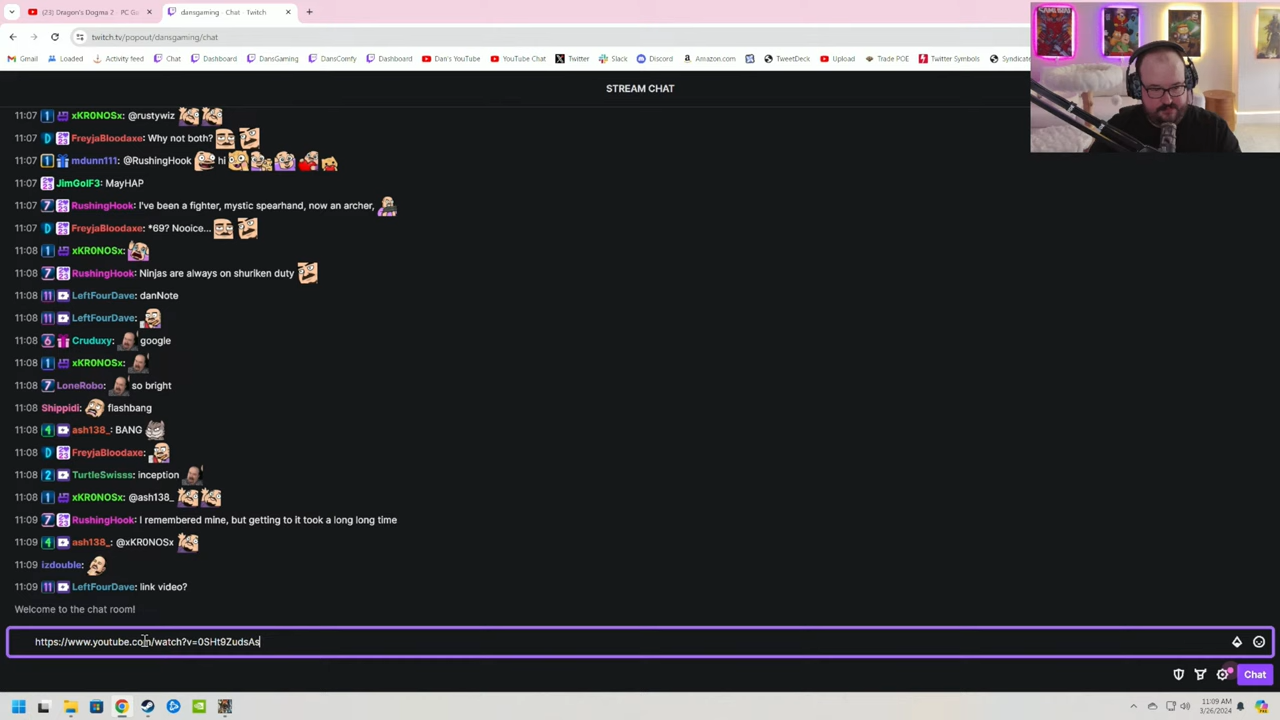 (23) Dragon's Dogma 2 - PC Ga
dansgaming - Chat - Twitch
twitch.tv/popout/dansgaming/chat
Gmail Loaded Activity feed Chat Dashboard DansGaming DansComfy Dashboard Dan's YouTube YouTube Chat Twitter Slack Discord Amazon.com TweetDeck Upload Trade POE Twitter Symbols Syndicate
STREAM CHAT
11:07 xKR0NOSx: @rustywiz
11:07 FreyjaBloodaxe: Why not both?
11:07 mdunn111: @RushingHook hi
11:07 JimGolF3: MayHAP
11:07 RushingHook: I've been a fighter, mystic spearhand, now an archer,
11:07 FreyjaBloodaxe: *69? Nooice...
11:08 xKR0NOSx:
11:08 RushingHook: Ninjas are always on shuriken duty
11:08 LeftFourDave: danNote
11:08 LeftFourDave:
11:08 Cruduxy: google
11:08 xKR0NOSx:
11:08 LoneRobo: so bright
11:08 Shippidi: flashbang
11:08 ash138_: BANG
11:08 FreyjaBloodaxe:
11:08 TurtleSwisss: inception
11:08 xKR0NOSx: @ash138_
11:09 RushingHook: I remembered mine, but getting to it took a long long time
11:09 ash138_: @xKR0NOSx
11:09 izdouble:
11:09 LeftFourDave: link video?
Welcome to the chat room!
https://www.youtube.com/watch?v=0SHt9ZudsAs
Chat
11:09 AM
3/26/2024